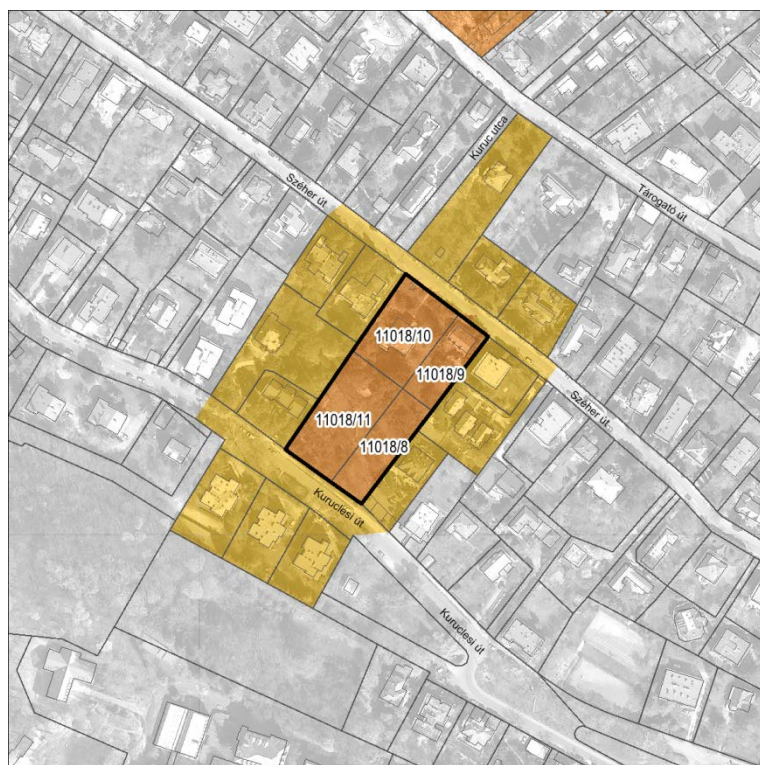 Kuruc utca
Széher út
Tárogató út
11018/10
11018/9
11018/11
Széher út
11018/8
Kuruclesi út
Kuruclesi út